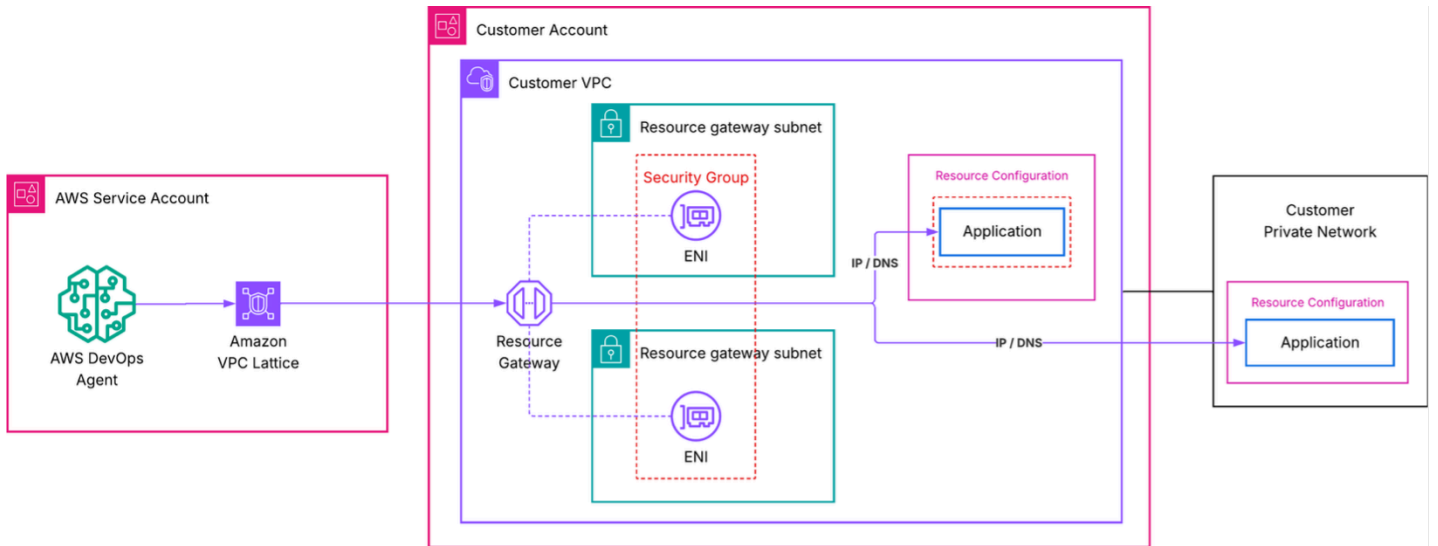 Customer Account
Customer VPC
Resource gateway subnet
Security Group
ENI
AWS Service Account
AWS DevOps
Agent
Amazon
VPC Lattice
Resource
Gateway
Resource gateway subnet
ENI
Resource Configuration
Application
IP / DNS
IP / DNS
Customer
Private Network
Resource Configuration
Application